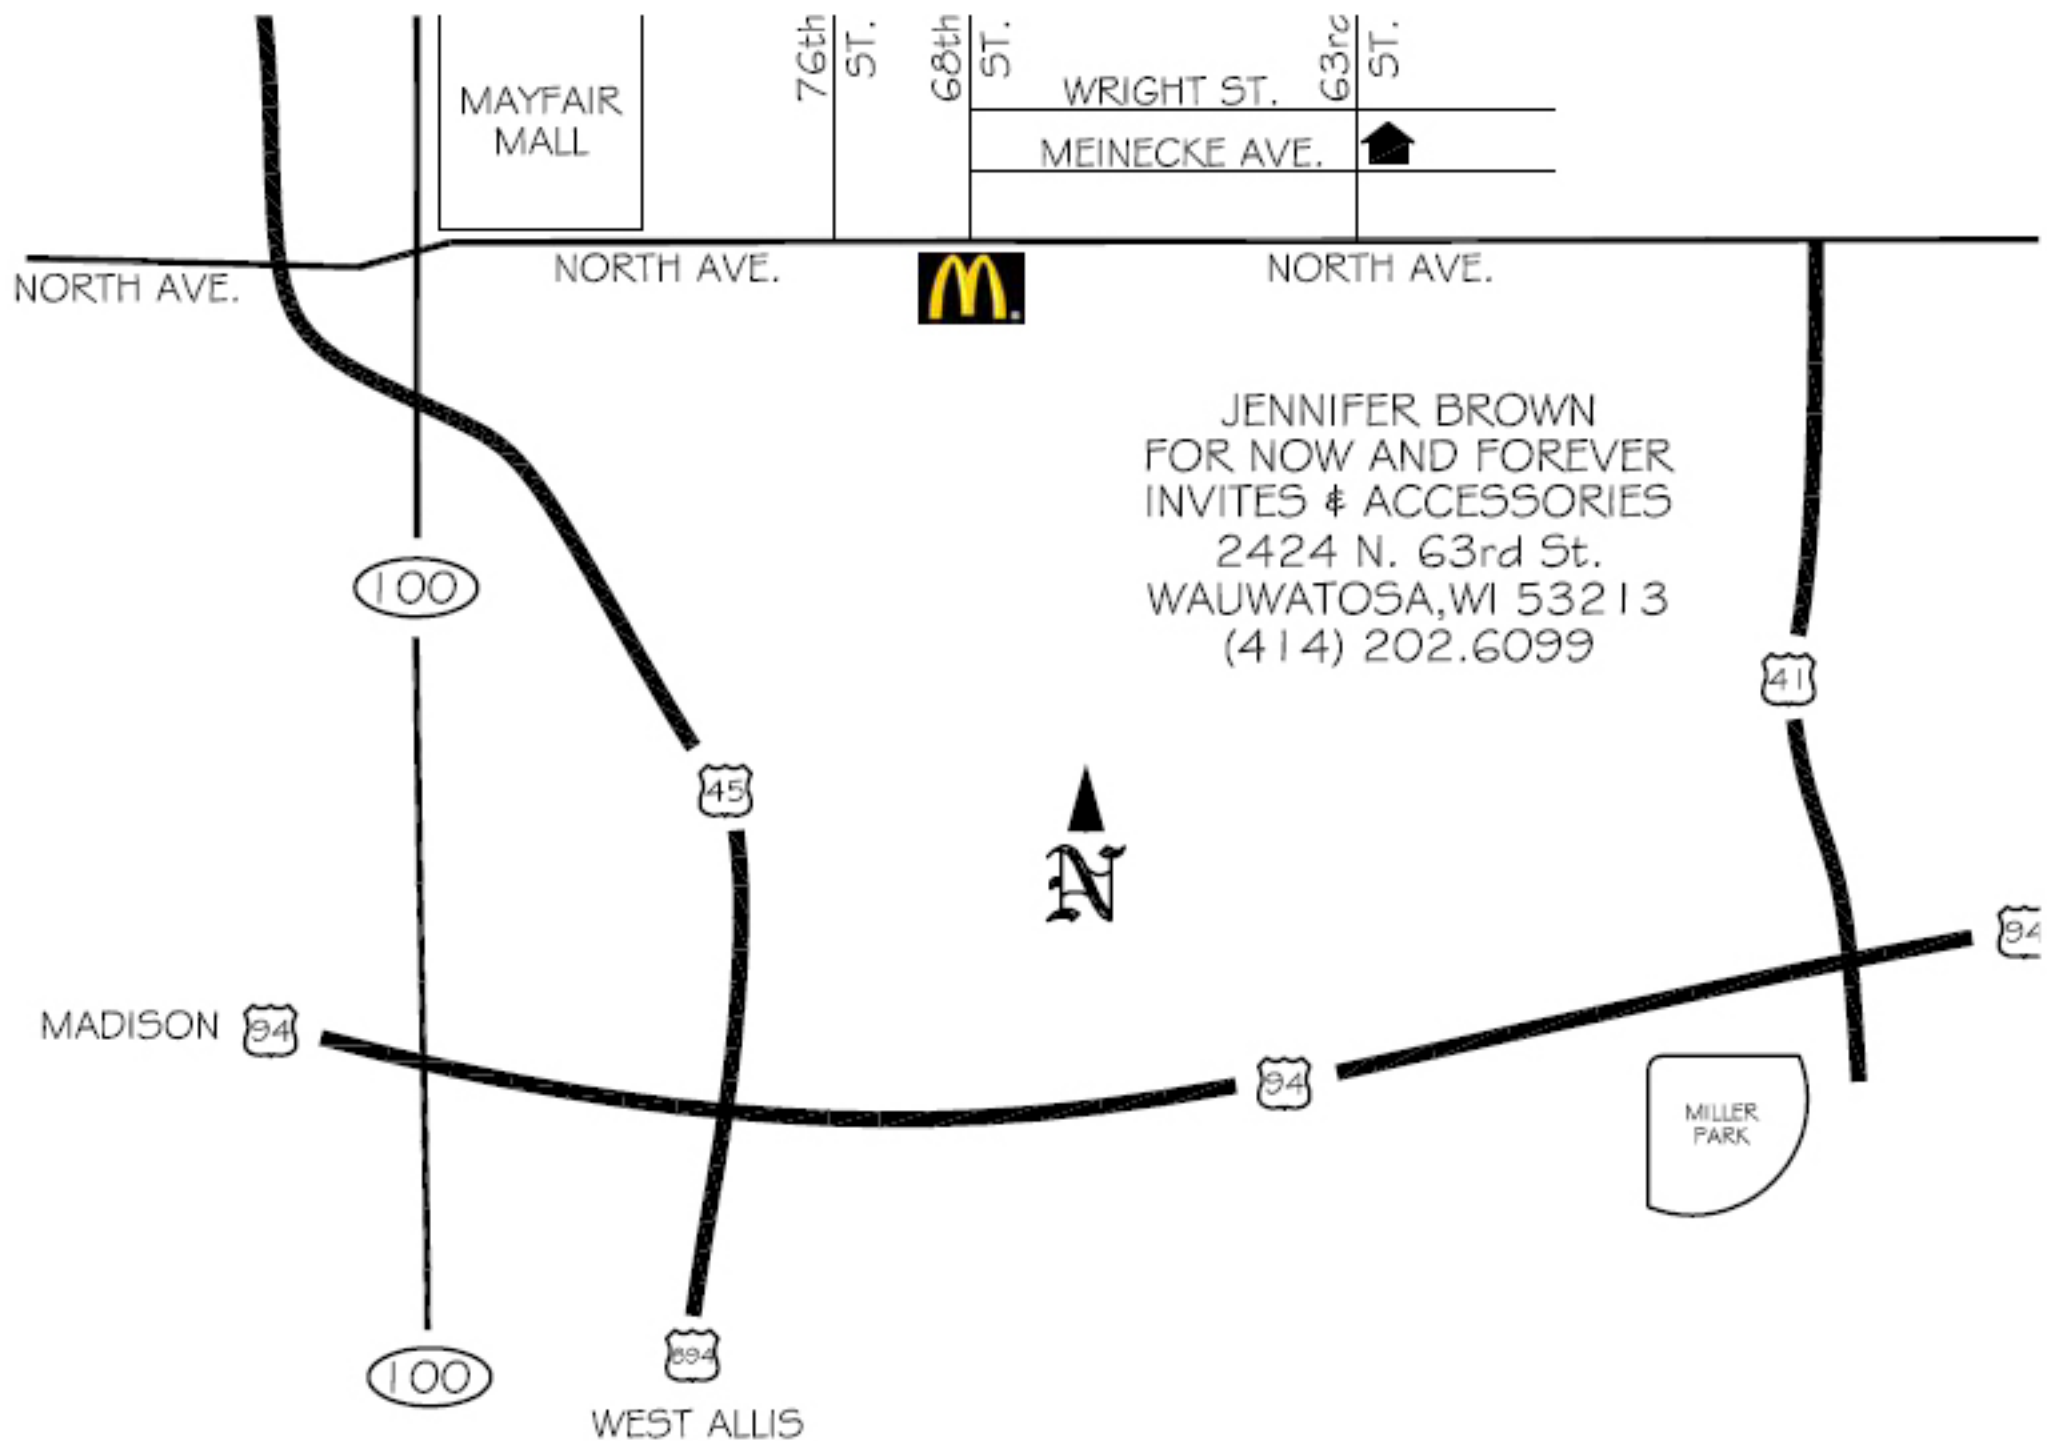 76th
ST.
68th
ST.
63rd
ST.
MAYFAIR
MALL
WRIGHT ST.
MEINECKE AVE.
NORTH AVE.
NORTH AVE.
NORTH AVE.
JENNIFER BROWN
FOR NOW AND FOREVER
INVITES & ACCESSORIES
2424 N. 63rd St.
WAUWATOSA,WI 53213
(414) 202.6099
100
41
45
N
94
MADISON 94
94
MILLER
PARK
894
100
WEST ALLIS